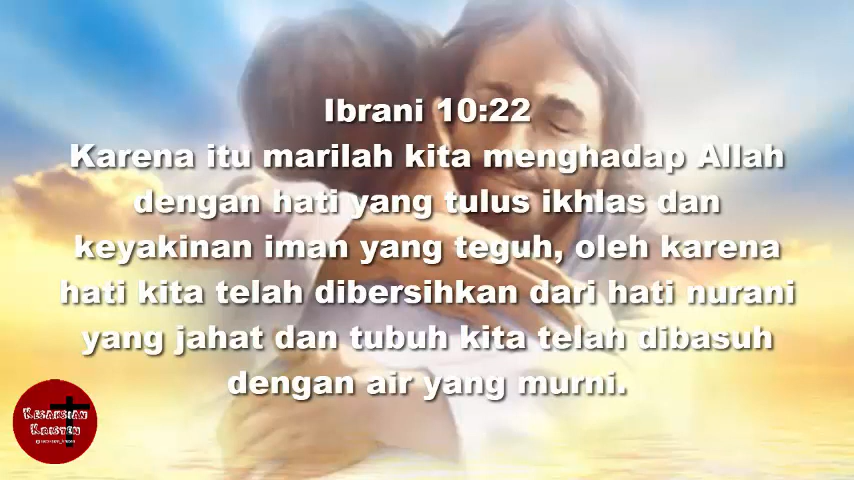 Ibrani 10:22
Karena itu marilah kita menghadap Allah
dengan hati yang tulus ikhlas dan
keyakinan iman yang teguh, oleh karena
hati kita telah dibersihkan dari hati nurani
yang jahat dan tubuh kita telah dibasuh
dengan air yang murni.
Kesaksian
Kristen